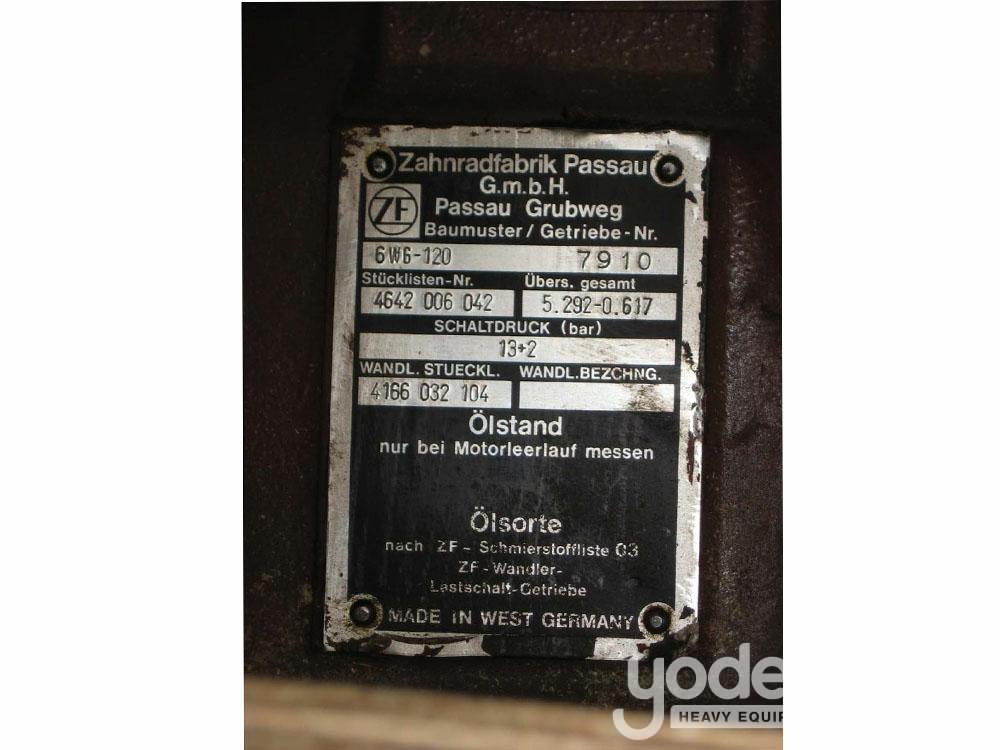 Zahnradfabrik Passau
G.m.b.H.
ZF
Passau Grubweg
Baumuster / Getriebe-Nr.
6W6-120 7910
Stücklisten-Nr. Übers. gesamt
4642 006 042 5.292-0.617
SCHALTDRUCK (bar)
13+2
WANDL. STUECKL. WANDL.BEZCHNG.
4166 032 104
Ölstand
nur bei Motorleerlauf messen
Ölsorte
nach ZF - Schmierstoffliste 03
ZF-Wandler-
Lastschalt-Getriebe
MADE IN WEST GERMANY
yode
HEAVY EQUIP